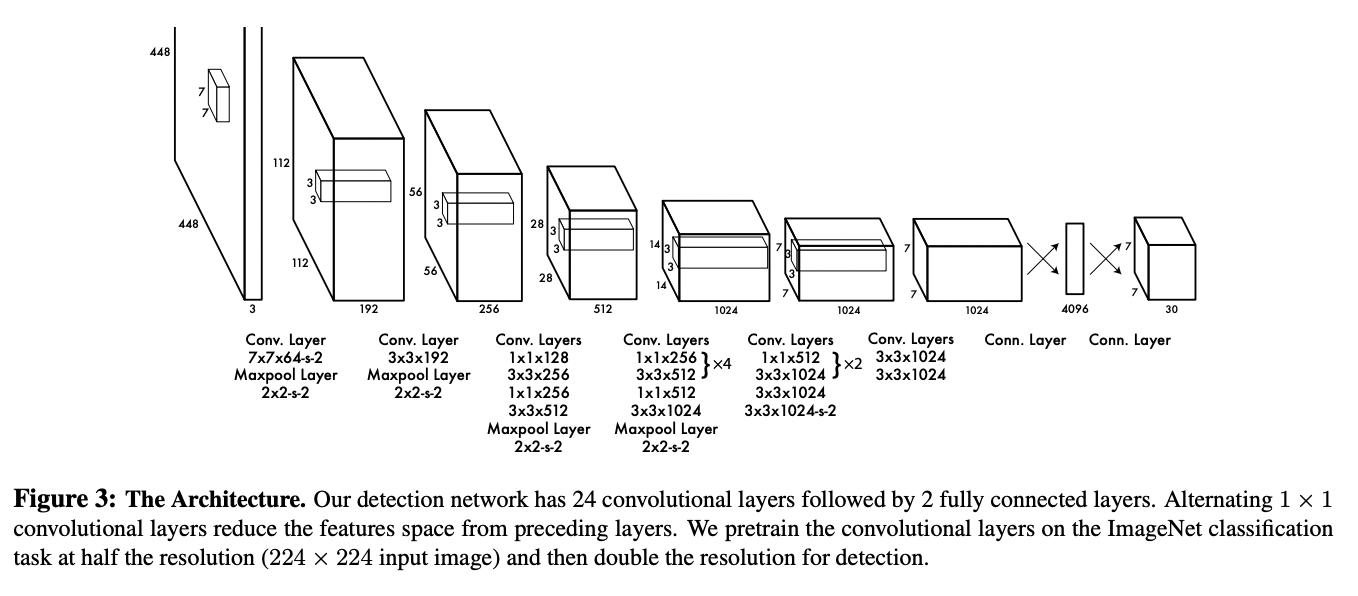 448
7
7
448
3
112
3
3
112
192
56
3
3
56
256
28
3
3
28
512
14
3
3
14
1024
7
3
3
7
1024
7
7
1024
4096
7
7
30
Conv. Layer
7x7x64-s-2
Maxpool Layer
2x2-s-2
Conv. Layer
3x3x192
Maxpool Layer
2x2-s-2
Conv. Layers
1x1x128
3x3x256
1x1x256
3x3x512
Maxpool Layer
2x2-s-2
Conv. Layers
1x1x256
3x3x512
}×4
1x1x512
3x3x1024
Maxpool Layer
2x2-s-2
Conv. Layers
1x1x512
3x3x1024
}×2
3x3x1024
3x3x1024-s-2
Conv. Layers
3x3x1024
3x3x1024
Conn. Layer
Conn. Layer
Figure 3: The Architecture. Our detection network has 24 convolutional layers followed by 2 fully connected layers. Alternating 1 × 1
convolutional layers reduce the features space from preceding layers. We pretrain the convolutional layers on the ImageNet classification
task at half the resolution (224 × 224 input image) and then double the resolution for detection.